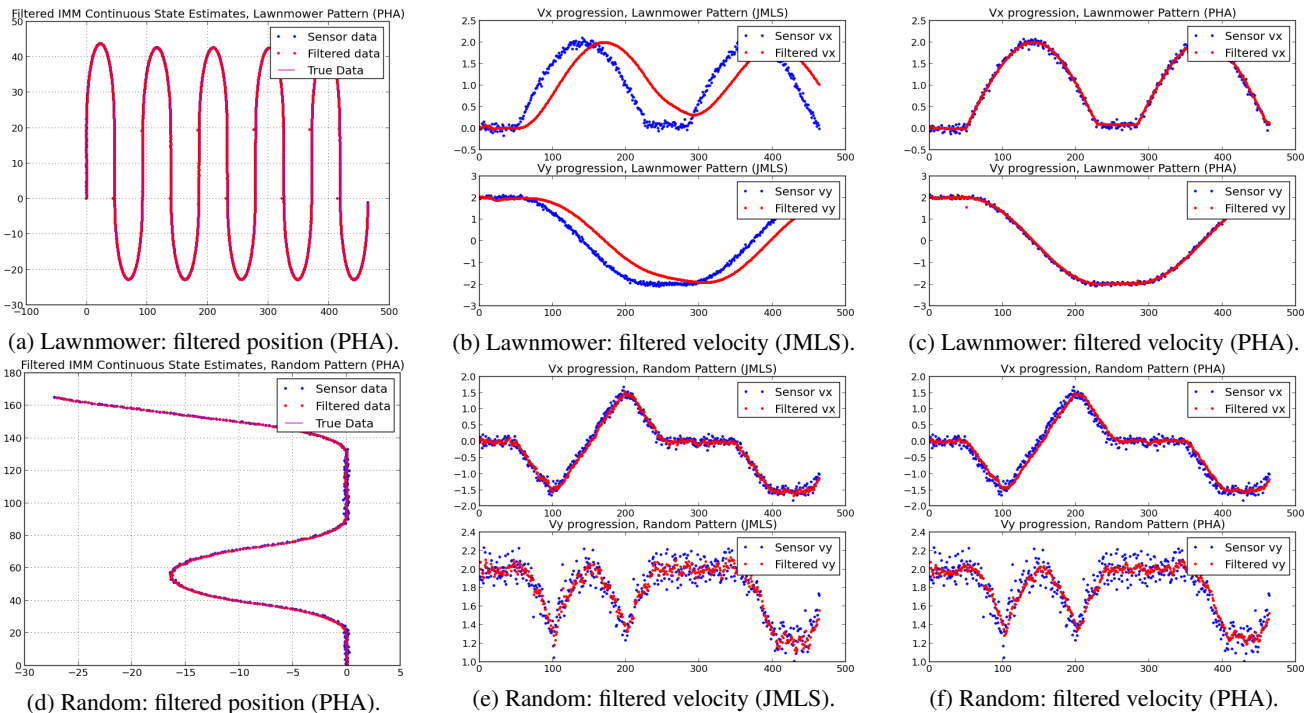 Filtered IMM Continuous State Estimates, Lawnmower Pattern (PHA)
50
40
30
20
10
0
−10
−20
−30
−100 0 100 200 300 400 500
Sensor data
Filtered data
True Data
(a) Lawnmower: filtered position (PHA).
Vx progression, Lawnmower Pattern (JMLS)
2.5
2.0
1.5
1.0
0.5
0.0
−0.5
0 100 200 300 400 500
Sensor vx
Filtered vx
Vy progression, Lawnmower Pattern (JMLS)
3
2
1
0
−1
−2
−3
0 100 200 300 400 500
Sensor vy
Filtered vy
(b) Lawnmower: filtered velocity (JMLS).
Vx progression, Lawnmower Pattern (PHA)
2.5
2.0
1.5
1.0
0.5
0.0
−0.5
0 100 200 300 400 500
Sensor vx
Filtered vx
Vy progression, Lawnmower Pattern (PHA)
3
2
1
0
−1
−2
−3
0 100 200 300 400 500
Sensor vy
Filtered vy
(c) Lawnmower: filtered velocity (PHA).
Filtered IMM Continuous State Estimates, Random Pattern (PHA)
180
160
140
120
100
80
60
40
20
0
−30 −25 −20 −15 −10 −5 0 5
Sensor data
Filtered data
True Data
(d) Random: filtered position (PHA).
Vx progression, Random Pattern (JMLS)
2.0
1.5
1.0
0.5
0.0
−0.5
−1.0
−1.5
−2.0
0 100 200 300 400 500
Sensor vx
Filtered vx
Vy progression, Random Pattern (JMLS)
2.4
2.2
2.0
1.8
1.6
1.4
1.2
1.0
0 100 200 300 400 500
Sensor vy
Filtered vy
(e) Random: filtered velocity (JMLS).
Vx progression, Random Pattern (PHA)
2.0
1.5
1.0
0.5
0.0
−0.5
−1.0
−1.5
−2.0
0 100 200 300 400 500
Sensor vx
Filtered vx
Vy progression, Random Pattern (PHA)
2.4
2.2
2.0
1.8
1.6
1.4
1.2
1.0
0 100 200 300 400 500
Sensor vy
Filtered vy
(f) Random: filtered velocity (PHA).